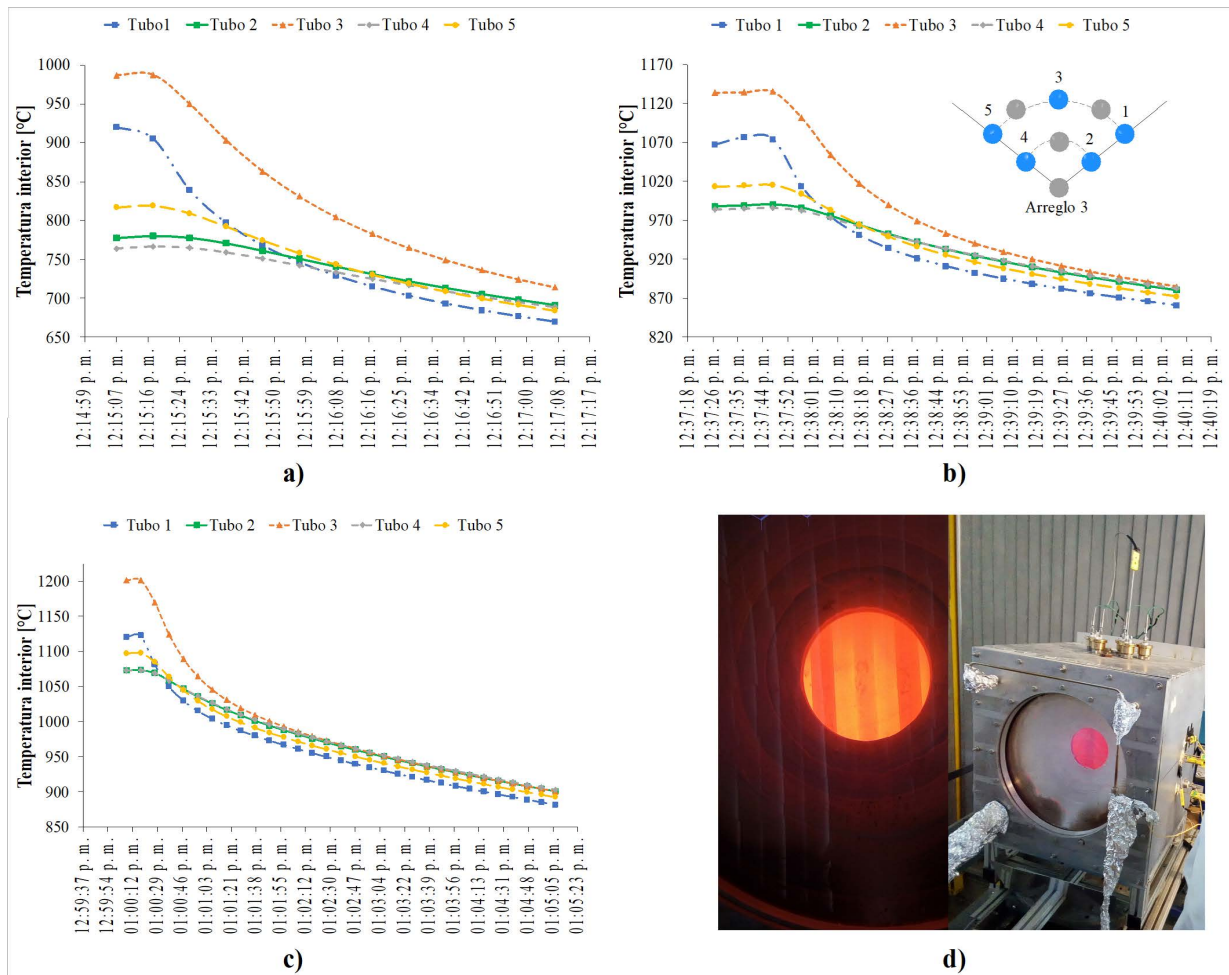 Tubo1 Tubo 2 Tubo 3 Tubo 4 Tubo 5
Temperatura interior [°C]
1000
950
900
850
800
750
700
650
12:14:59 p. m.
12:15:07 p. m.
12:15:16 p. m.
12:15:24 p. m.
12:15:33 p. m.
12:15:42 p. m.
12:15:50 p. m.
12:15:59 p. m.
12:16:08 p. m.
12:16:16 p. m.
12:16:25 p. m.
12:16:34 p. m.
12:16:42 p. m.
12:16:51 p. m.
12:17:00 p. m.
12:17:08 p. m.
12:17:17 p. m.
a)
Tubo 1 Tubo 2 Tubo 3 Tubo 4 Tubo 5
Temperatura interior [°C]
1170
1120
1070
1020
970
920
870
820
3
5 1
4 2
Arreglo 3
12:37:18 p. m.
12:37:26 p. m.
12:37:35 p. m.
12:37:44 p. m.
12:37:52 p. m.
12:38:01 p. m.
12:38:10 p. m.
12:38:18 p. m.
12:38:27 p. m.
12:38:36 p. m.
12:38:44 p. m.
12:38:53 p. m.
12:39:01 p. m.
12:39:10 p. m.
12:39:19 p. m.
12:39:27 p. m.
12:39:36 p. m.
12:39:45 p. m.
12:39:53 p. m.
12:40:02 p. m.
12:40:11 p. m.
12:40:19 p. m.
b)
Tubo 1 Tubo 2 Tubo 3 Tubo 4 Tubo 5
Temperatura interior [°C]
1200
1150
1100
1050
1000
950
900
850
12:59:37 p. m.
12:59:54 p. m.
01:00:12 p. m.
01:00:29 p. m.
01:00:46 p. m.
01:01:03 p. m.
01:01:21 p. m.
01:01:38 p. m.
01:01:55 p. m.
01:02:12 p. m.
01:02:30 p. m.
01:02:47 p. m.
01:03:04 p. m.
01:03:22 p. m.
01:03:39 p. m.
01:03:56 p. m.
01:04:13 p. m.
01:04:31 p. m.
01:04:48 p. m.
01:05:05 p. m.
01:05:23 p. m.
c)
d)